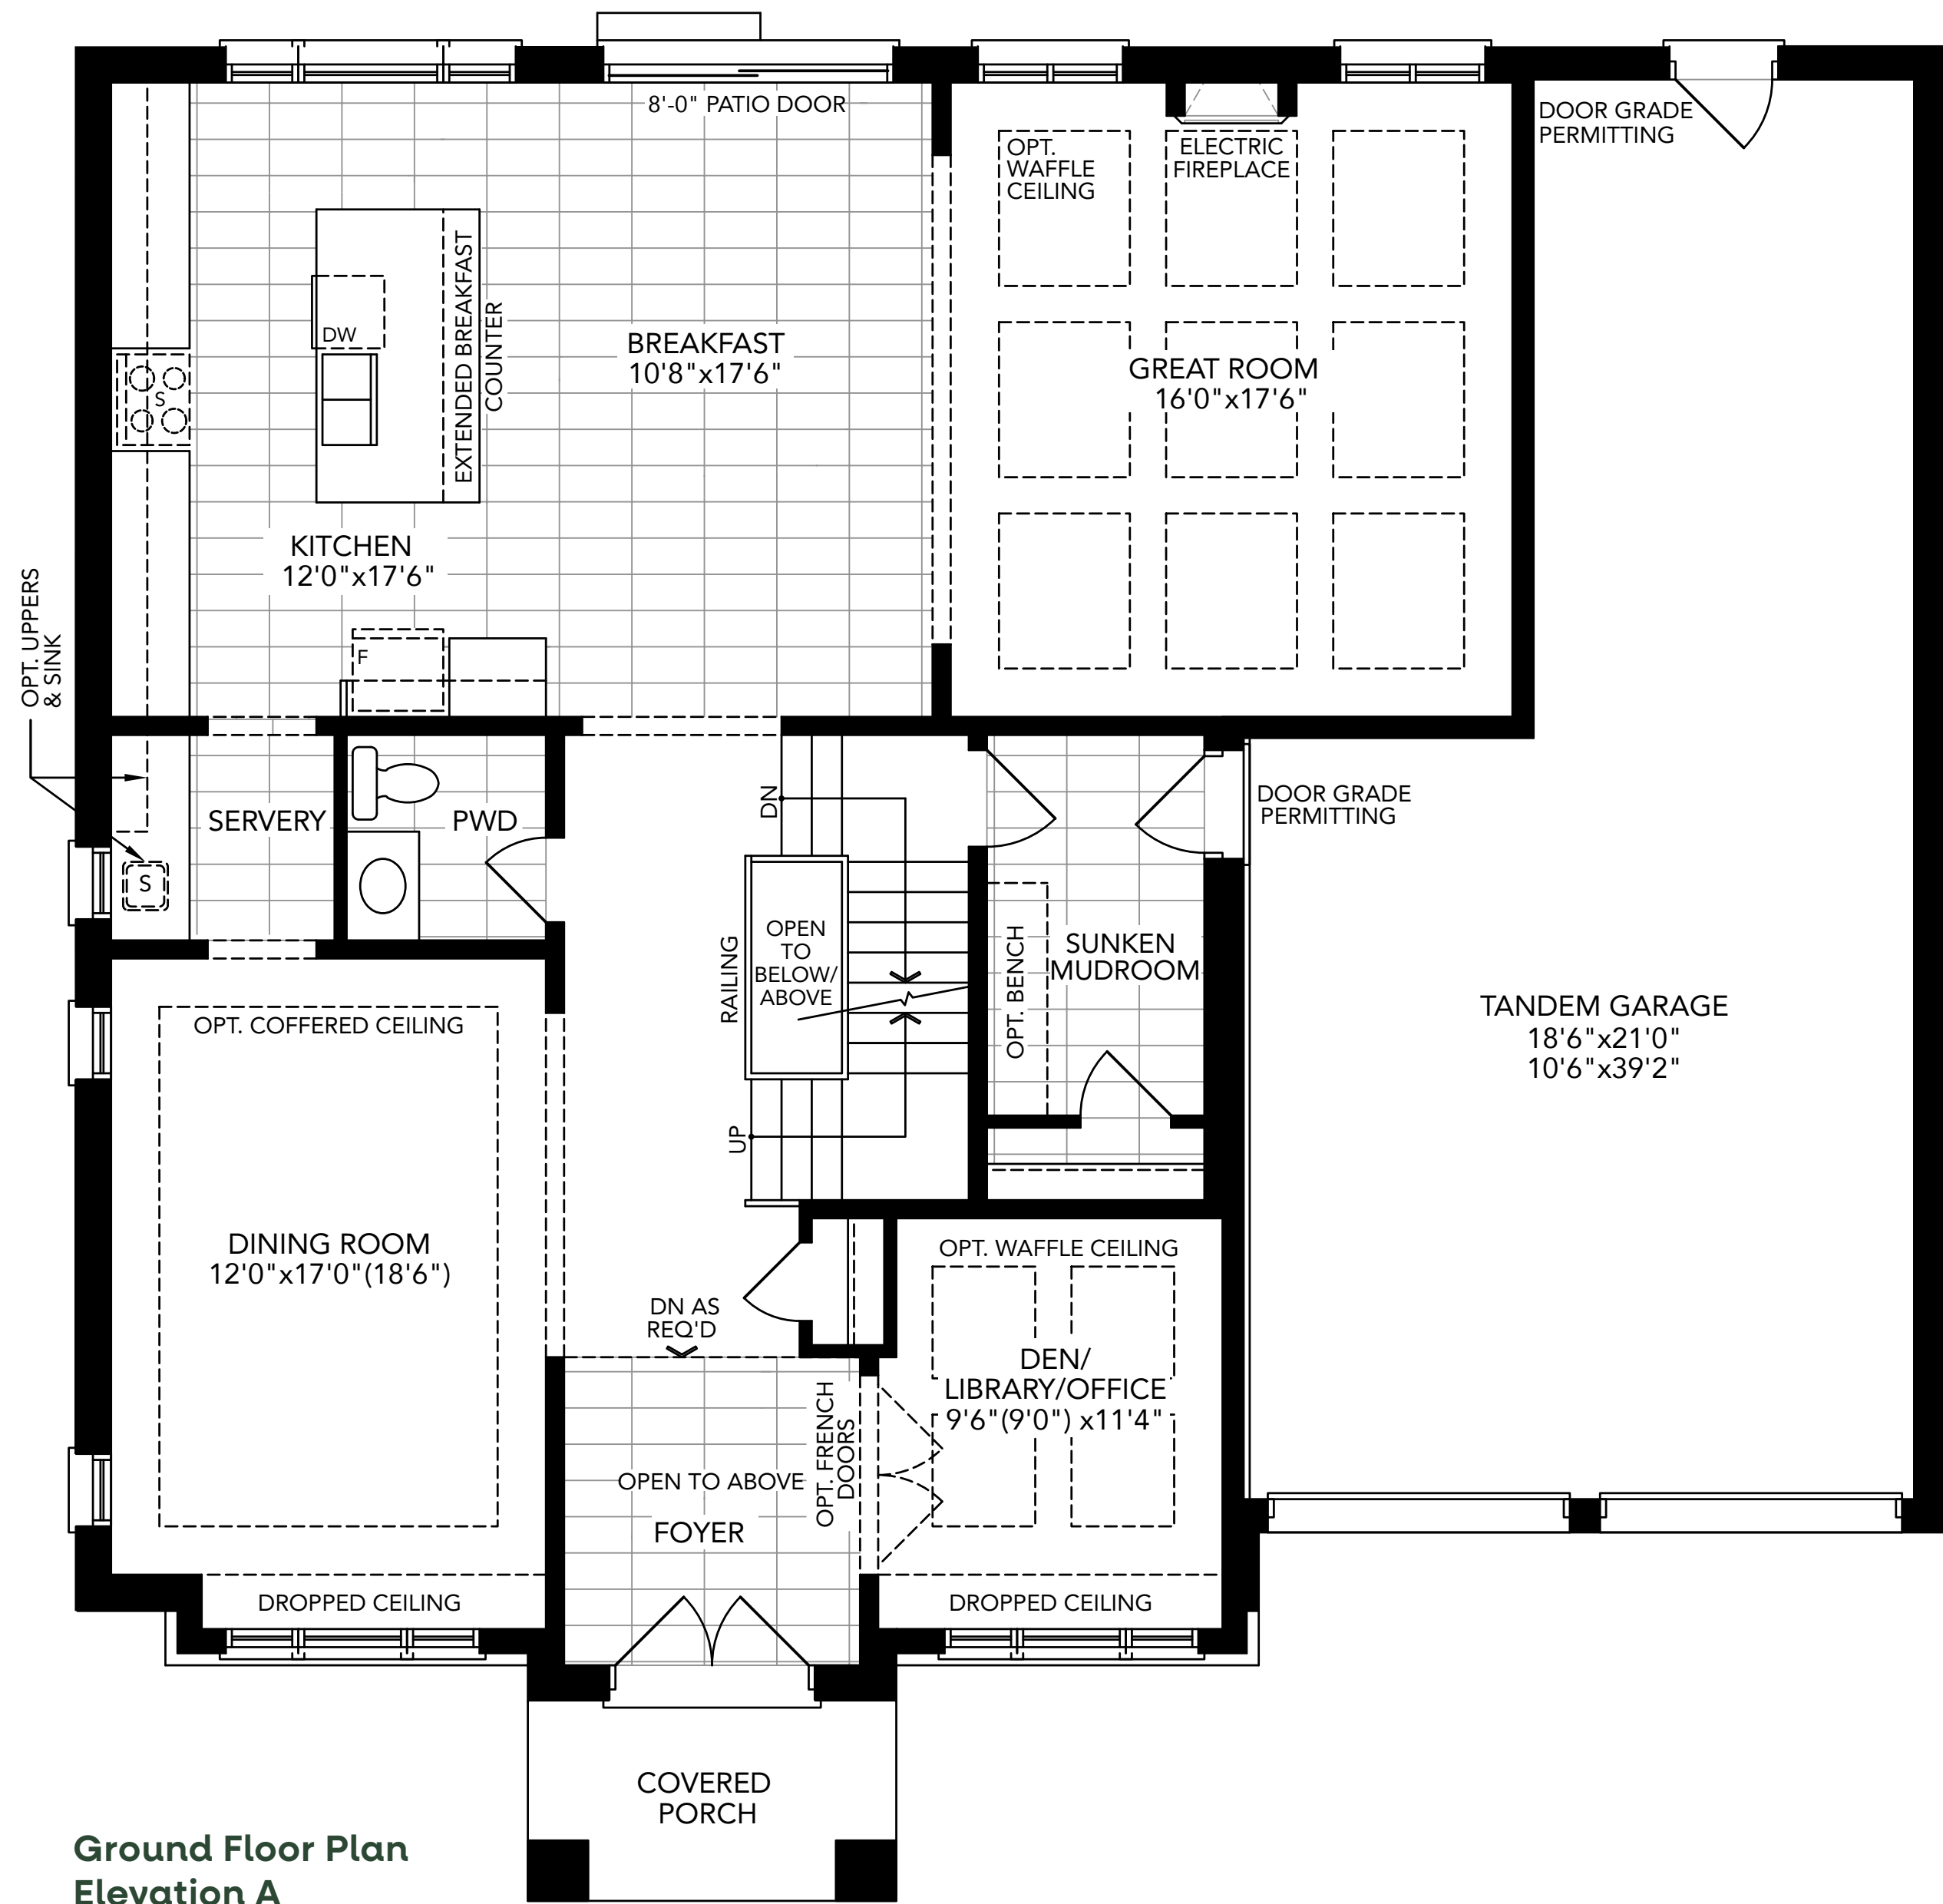 8'-0" PATIO DOOR
DOOR GRADE
PERMITTING
OPT.
WAFFLE
CEILING
ELECTRIC
FIREPLACE
DW
EXTENDED BREAKFAST
COUNTER
BREAKFAST
10'8"x17'6"
GREAT ROOM
16'0"x17'6"
S
KITCHEN
12'0"x17'6"
F
OPT. UPPERS
& SINK
SERVERY
PWD
DN
DOOR GRADE
PERMITTING
S
RAILING
OPEN
TO
BELOW/
ABOVE
OPT. BENCH
SUNKEN
MUDROOM
TANDEM GARAGE
18'6"x21'0"
10'6"x39'2"
OPT. COFFERED CEILING
UP
DINING ROOM
12'0"x17'0"(18'6")
OPT. WAFFLE CEILING
DN AS
REQ'D
DEN/
LIBRARY/OFFICE
9'6"(9'0") x11'4"
OPT. FRENCH
DOORS
OPEN TO ABOVE
FOYER
DROPPED CEILING
DROPPED CEILING
COVERED
PORCH
Ground Floor Plan
Elevation A